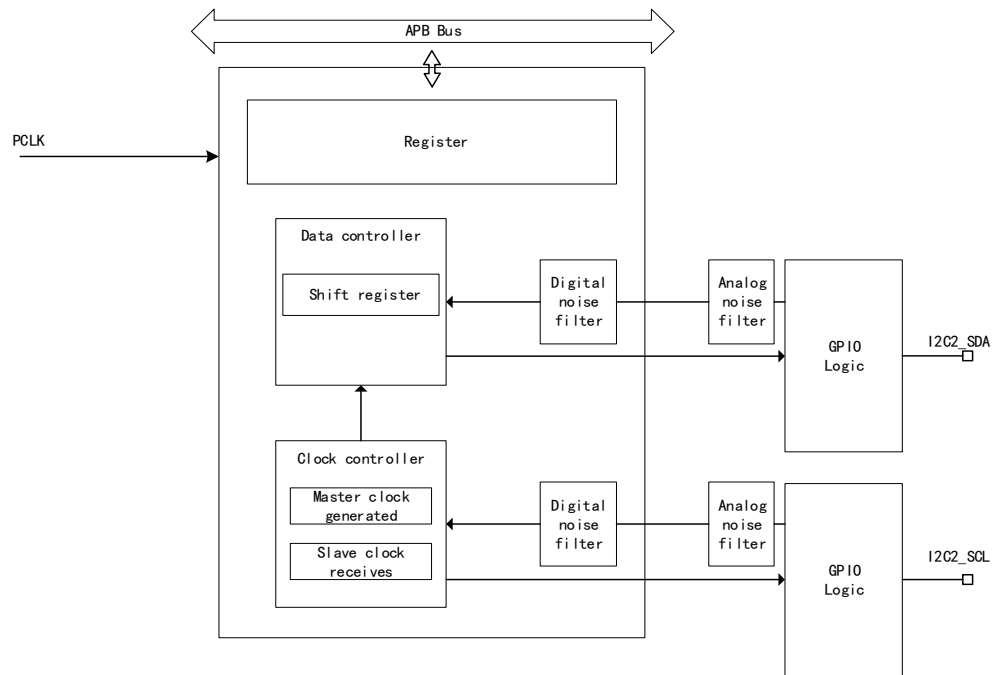 APB Bus
PCLK
Register
Data controller
Shift register
Digital
noise
filter
Analog
noise
filter
GPIO
Logic
I2C2_SDA
Clock controller
Master clock
generated
Slave clock
receives
Digital
noise
filter
Analog
noise
filter
GPIO
Logic
I2C2_SCL